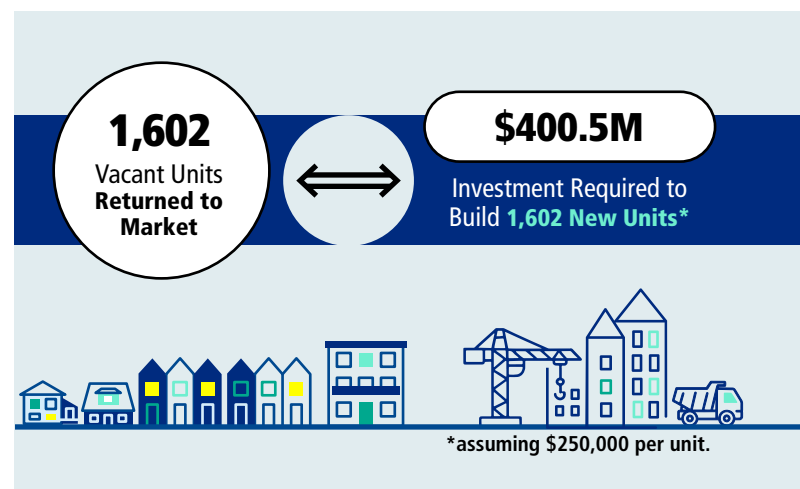 1,602
Vacant Units
Returned to
Market
$400.5M
Investment Required to
Build 1,602 New Units*
*assuming $250,000 per unit.